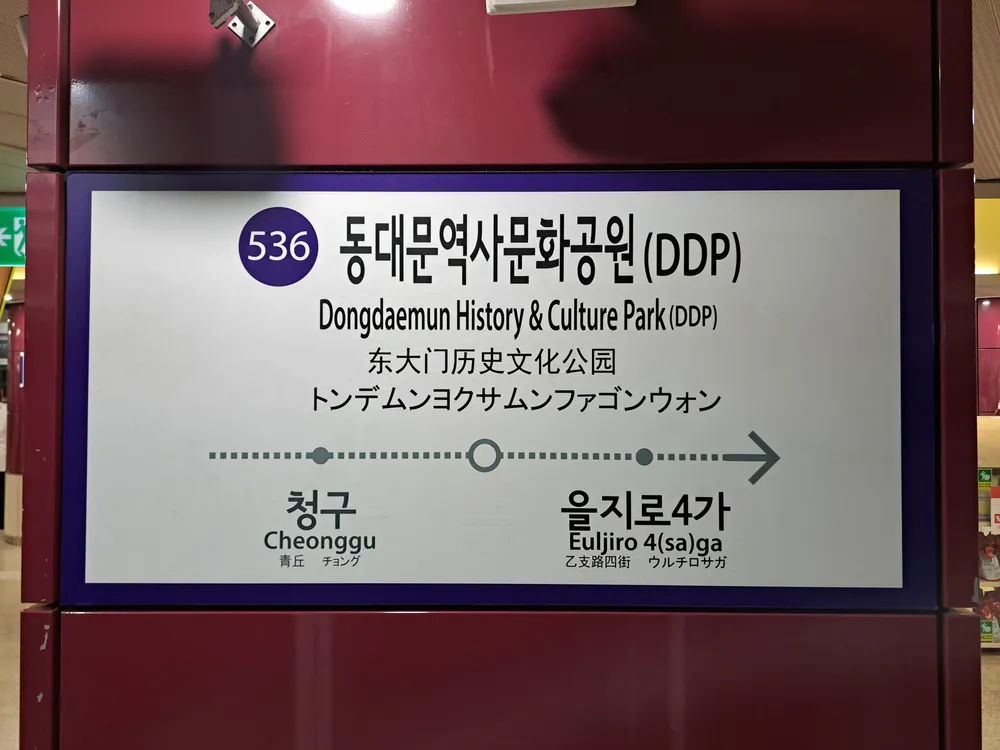 536 동대문역사문화공원 (DDP)
Dongdaemun History & Culture Park (DDP)
东大门历史文化公园
トンデムンヨクサムンファゴンウォン
청구
Cheonggu
青丘 チョング
을지로4가
Euljiro 4(sa)ga
乙支路四街 ウルチロサガ